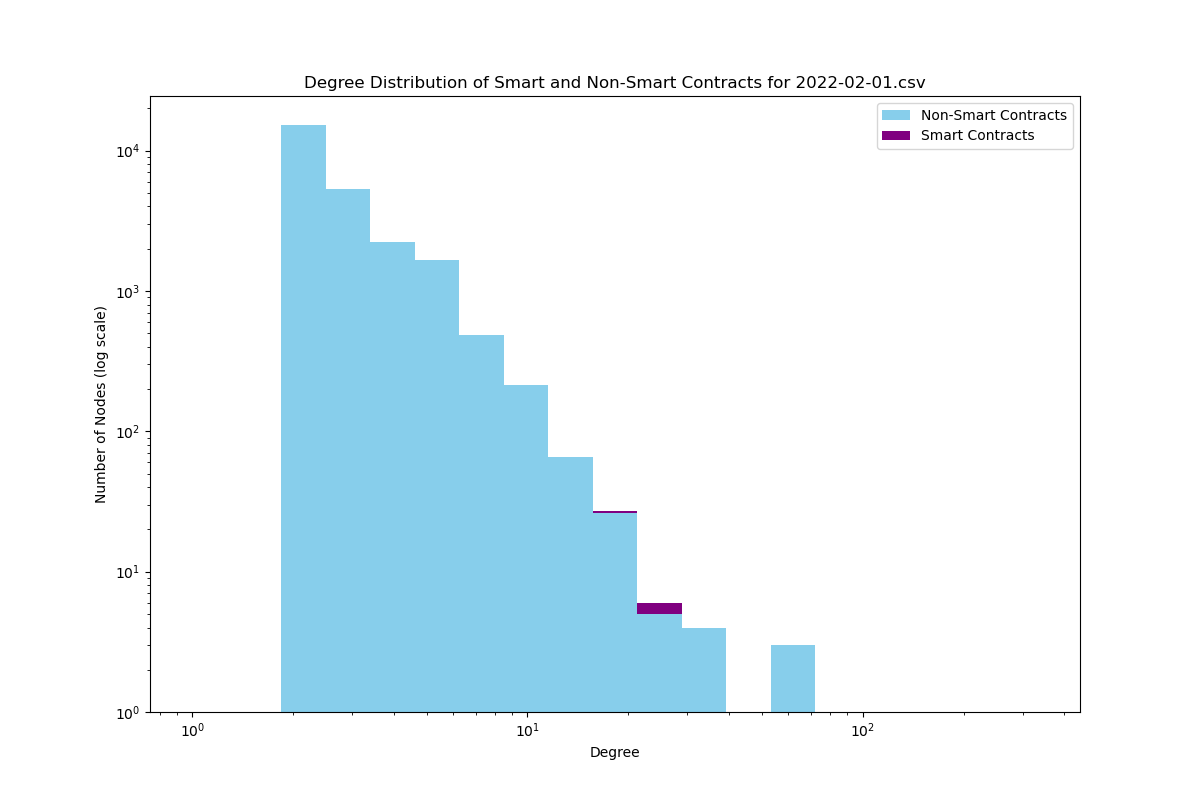 Degree Distribution of Smart and Non-Smart Contracts for 2022-02-01.csv
Non-Smart Contracts
Smart Contracts
Number of Nodes (log scale)
10⁴
10³
10²
10¹
10⁰
10⁰ 10¹ 10²
Degree